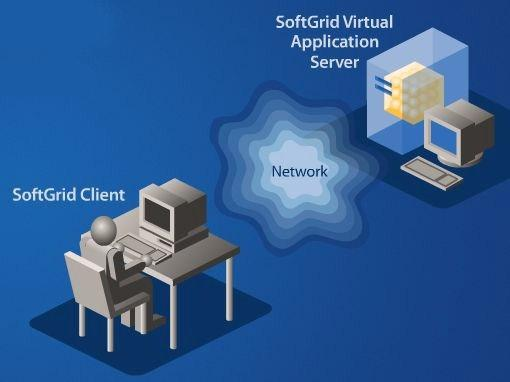 SoftGrid Virtual
Application
Server
Network
SoftGrid Client